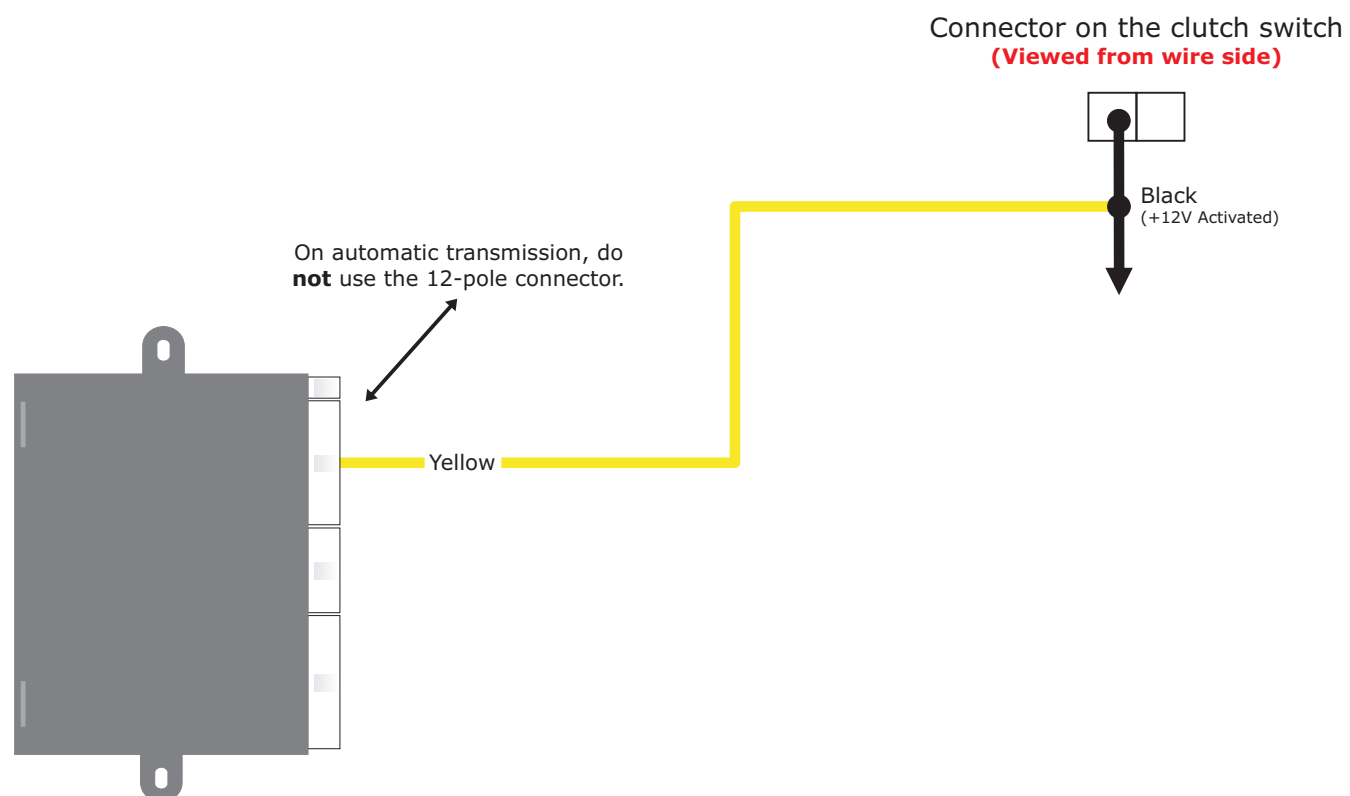 Connector on the clutch switch
(Viewed from wire side)
Black
(+12V Activated)
On automatic transmission, do
not use the 12-pole connector.
Yellow